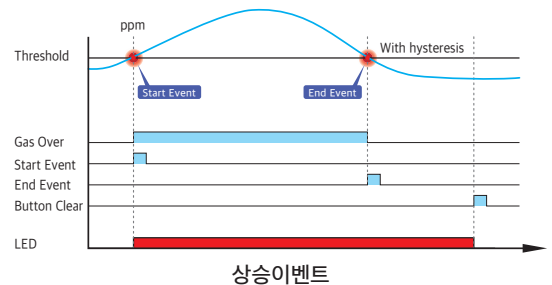 ppm
Threshold
With hysteresis
Start Event
End Event
Gas Over
Start Event
End Event
Button Clear
LED
상승이벤트